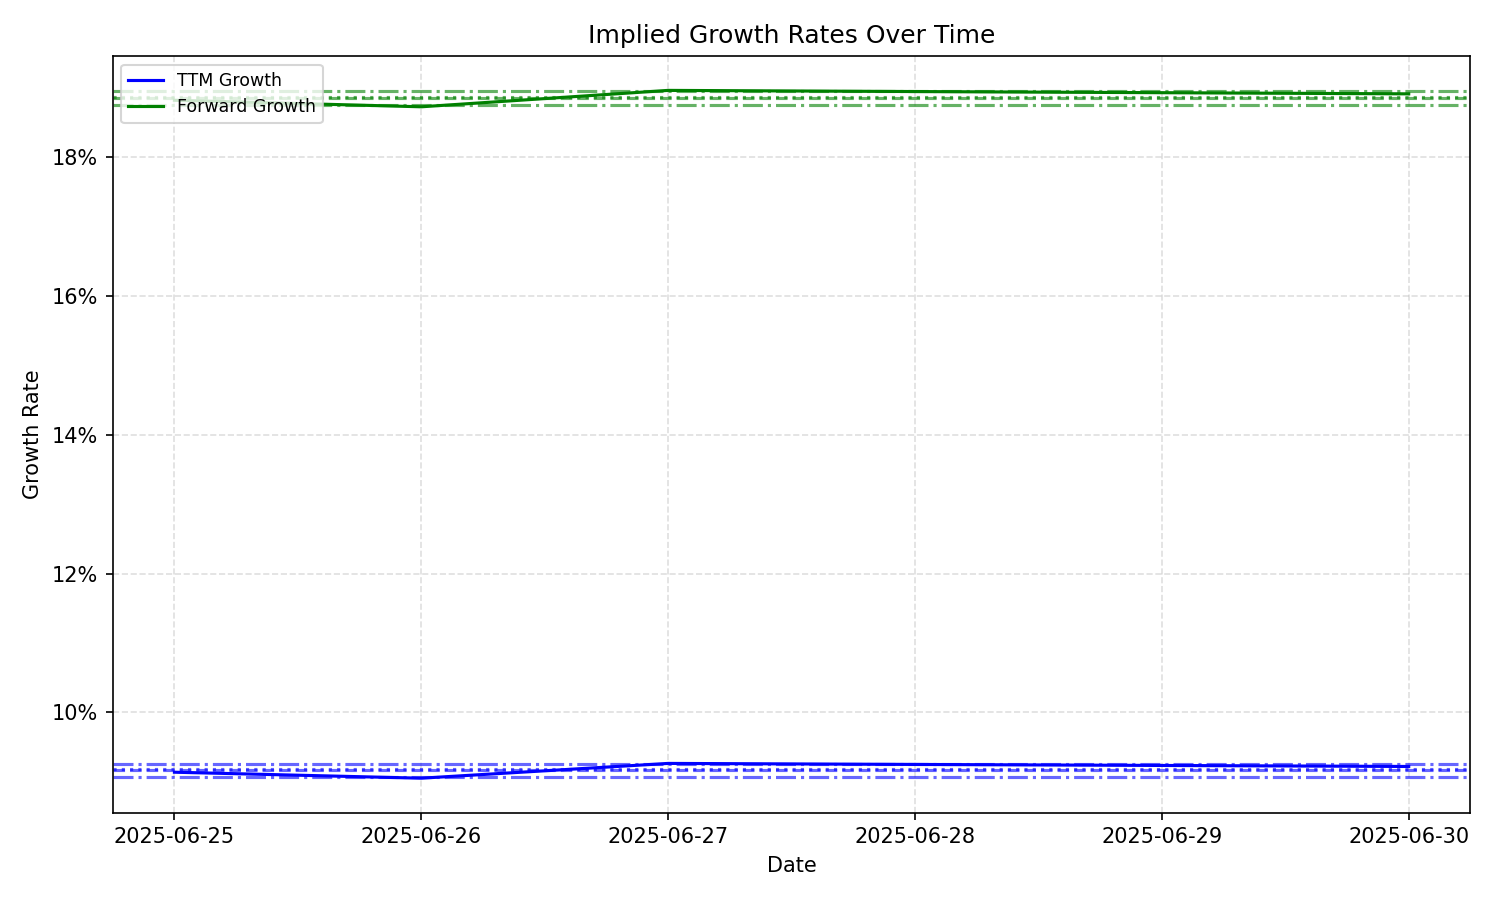 Implied Growth Rates Over Time
TTM Growth
Forward Growth
18%
16%
14%
12%
10%
Growth Rate
2025-06-25
2025-06-26
2025-06-27
2025-06-28
2025-06-29
2025-06-30
Date